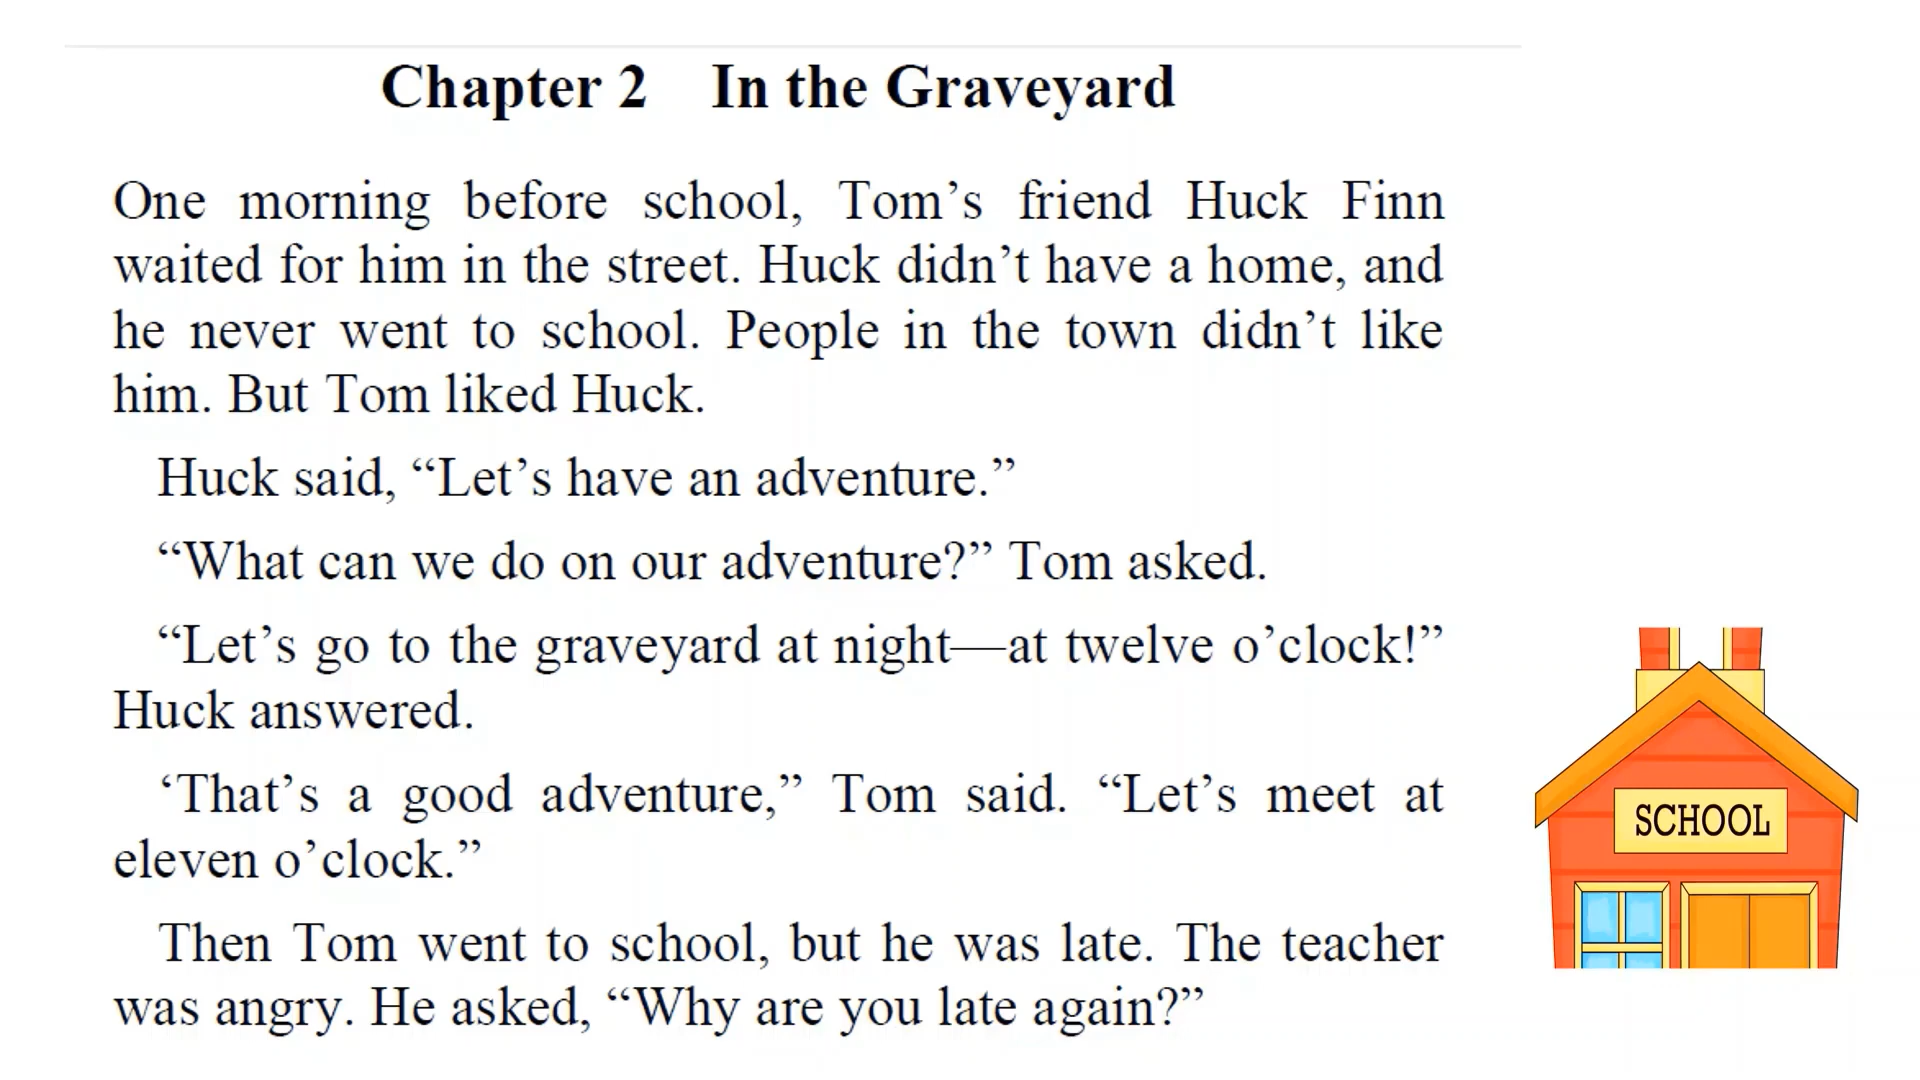 Chapter 2 In the Graveyard
One morning before school, Tom’s friend Huck Finn
waited for him in the street. Huck didn’t have a home, and
he never went to school. People in the town didn’t like
him. But Tom liked Huck.
Huck said, “Let’s have an adventure.”
“What can we do on our adventure?” Tom asked.
“Let’s go to the graveyard at night—at twelve o’clock!”
Huck answered.
‘That’s a good adventure,” Tom said. “Let’s meet at
eleven o’clock.”
Then Tom went to school, but he was late. The teacher
was angry. He asked, “Why are you late again?”
SCHOOL